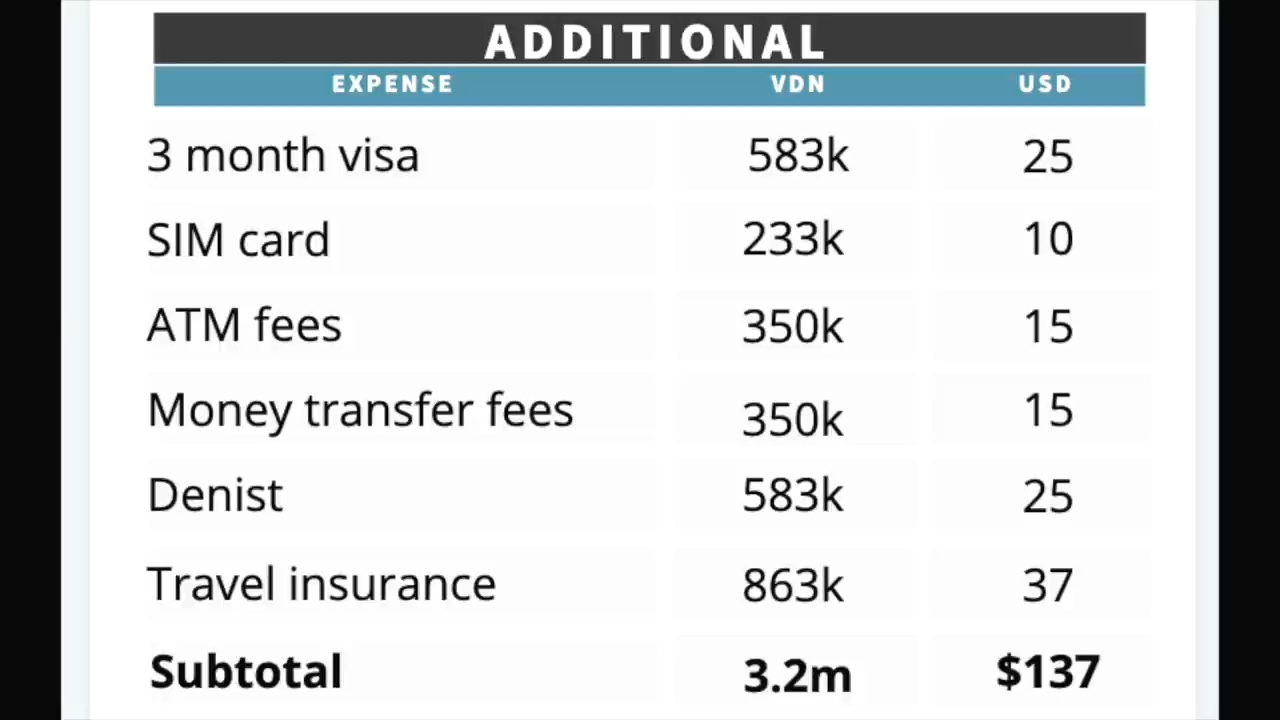 ADDITIONAL
EXPENSE VDN USD
3 month visa 583k 25
SIM card 233k 10
ATM fees 350k 15
Money transfer fees 350k 15
Denist 583k 25
Travel insurance 863k 37
Subtotal 3.2m $137